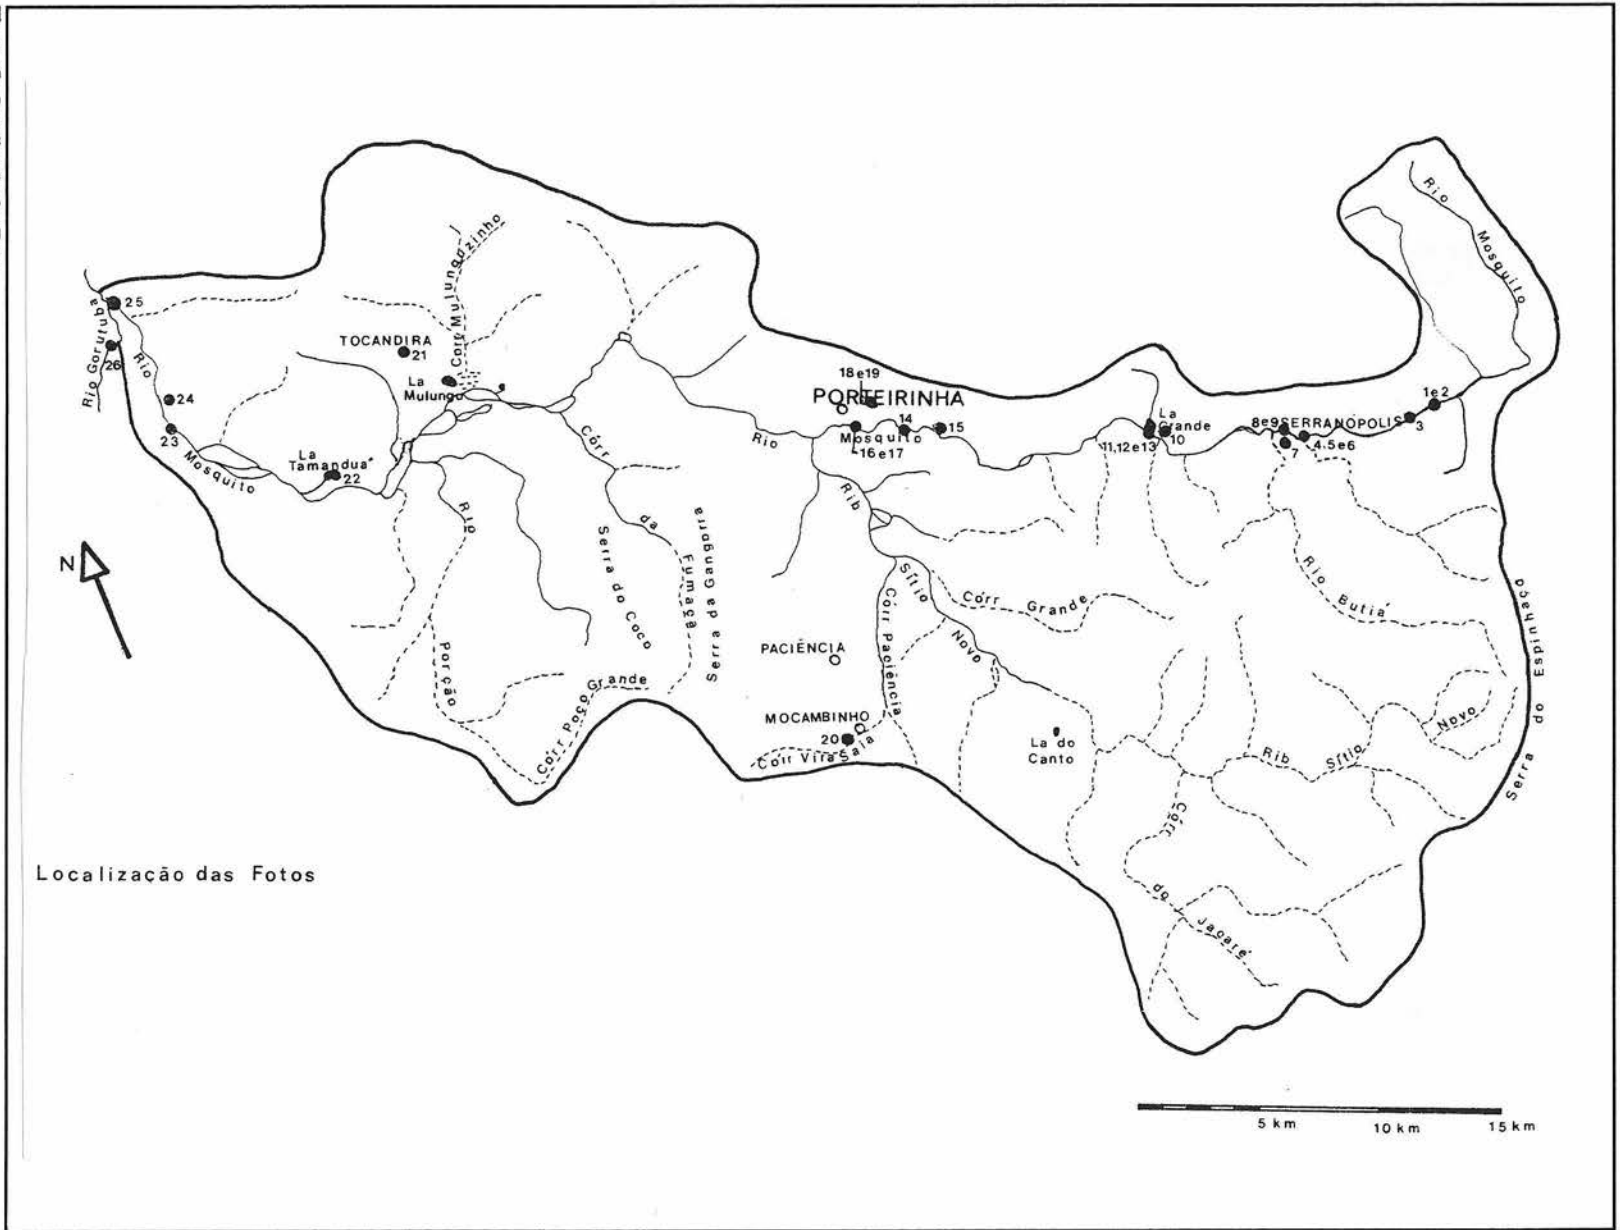 Rio
Mosquito
Corr Mulungozinho
25
Rio Gorutuba
26
Rio
TOCANDIRA
21
La
Mulungo
24
23
Mosquito
La
Tamanduá
22
18e19
PORTEIRINHA
Rio
Mosquito
16e17
14
15
La
Grande
10
11,12e13
8e9
SERRANÓPOLIS
7
4,5e6
3
1e2
N
Rio
Porção
Córr
da
Fumaça
Serra do Coco
Serra da Gangorra
Córr Poço Grande
Rib
Sítio
Novo
Córr Paciência
Córr Grande
Rio
Butiá
Serra do Espinhaço
PACIÊNCIA
MOCAMBINHO
20
Córr Vira Saia
La do
Canto
Rib
Sítio
Novo
Córr
do
Jacaré
Localização das Fotos
5 km
10 km
15 km